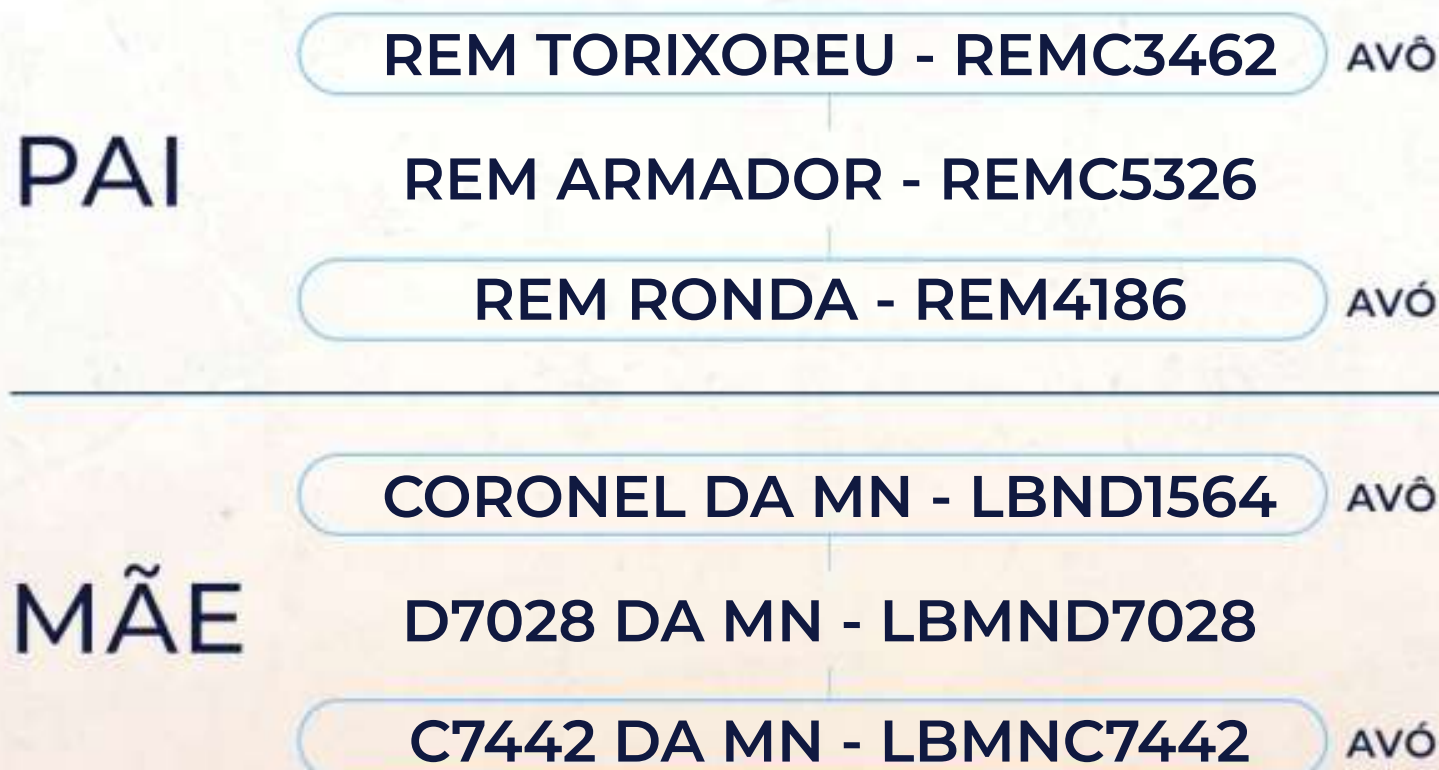 REM TORIXOREU - REMC3462 AVÔ
PAI REM ARMADOR - REMC5326
REM RONDA - REM4186 AVÓ
CORONEL DA MN - LBND1564 AVÔ
MÃE D7028 DA MN - LBMND7028
C7442 DA MN - LBMNC7442 AVÓ